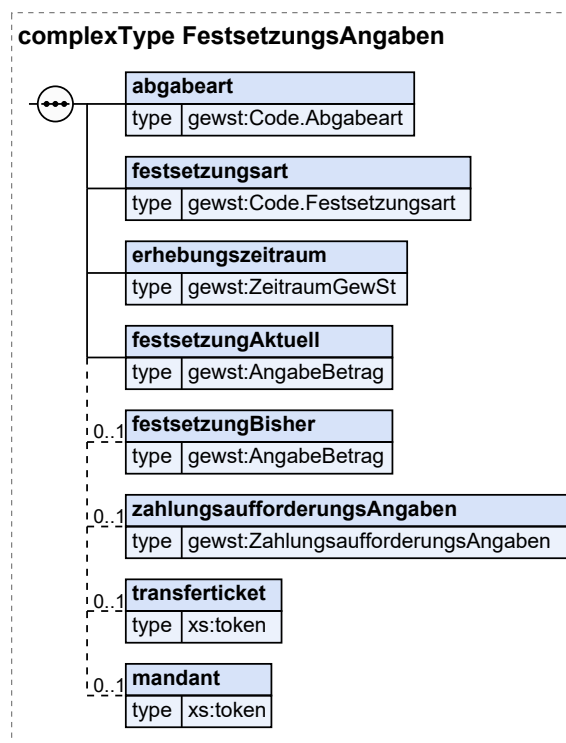 complexType FestsetzungsAngaben
abgabeart
type gewst:Code.Abgabeart
festsetzungsart
type gewst:Code.Festsetzungsart
erhebungszeitraum
type gewst:ZeitraumGewSt
festsetzungAktuell
type gewst:AngabeBetrag
0..1 festsetzungBisher
type gewst:AngabeBetrag
0..1 zahlungsaufforderungsAngaben
type gewst:ZahlungsaufforderungsAngaben
0..1 transferticket
type xs:token
0..1 mandant
type xs:token